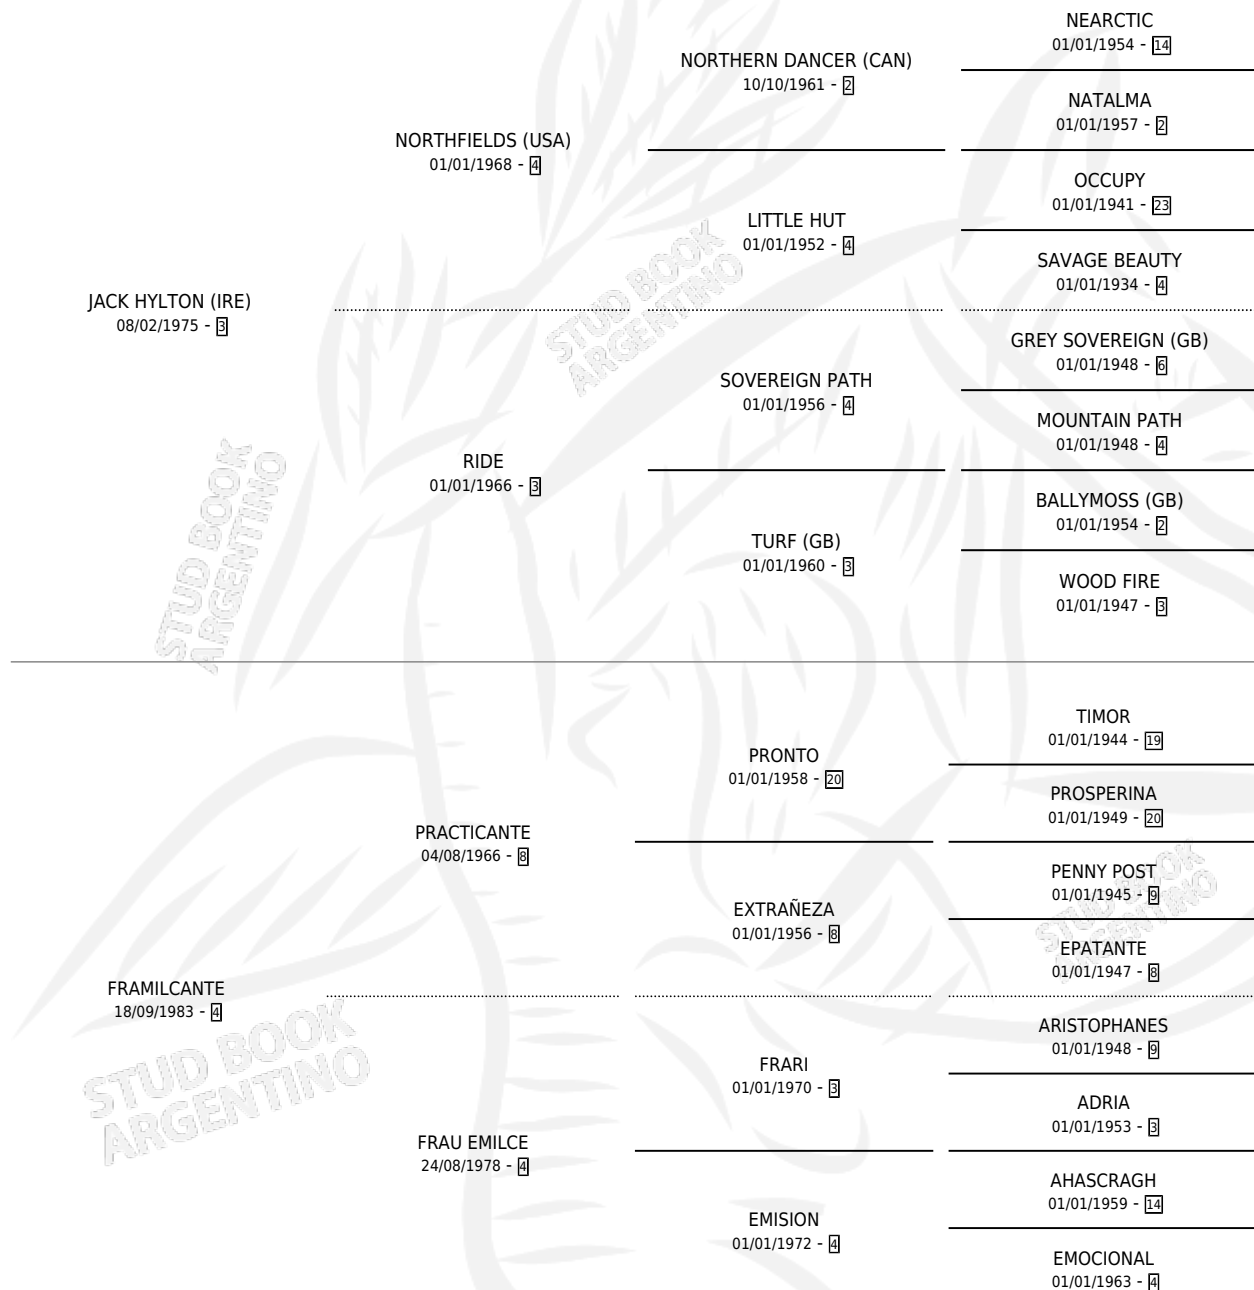 NEARCTIC
01/01/1954 - 14
NORTHERN DANCER (CAN)
10/10/1961 - 2
NATALMA
01/01/1957 - 2
NORTHFIELDS (USA)
01/01/1968 - 4
OCCUPY
01/01/1941 - 23
LITTLE HUT
01/01/1952 - 4
SAVAGE BEAUTY
01/01/1934 - 4
JACK HYLTON (IRE)
08/02/1975 - 3
GREY SOVEREIGN (GB)
01/01/1948 - 6
SOVEREIGN PATH
01/01/1956 - 4
MOUNTAIN PATH
01/01/1948 - 4
RIDE
01/01/1966 - 3
BALLYMOSS (GB)
01/01/1954 - 2
TURF (GB)
01/01/1960 - 3
WOOD FIRE
01/01/1947 - 3
STUD BOOK
ARGENTINO
STUD BOOK
ARGENTINO
TIMOR
01/01/1944 - 19
PRONTO
01/01/1958 - 20
PROSPERINA
01/01/1949 - 20
PRACTICANTE
04/08/1966 - 8
PENNY POST
01/01/1945 - 9
EXTRAÑEZA
01/01/1956 - 8
EPATANTE
01/01/1947 - 8
FRAMILCANTE
18/09/1983 - 4
ARISTOPHANES
01/01/1948 - 9
FRARI
01/01/1970 - 3
ADRIA
01/01/1953 - 3
FRAU EMILCE
24/08/1978 - 4
AHASCRAGH
01/01/1959 - 14
EMISION
01/01/1972 - 4
EMOCIONAL
01/01/1963 - 4
STUD BOOK
ARGENTINO
STUD BOOK
ARGENTINO